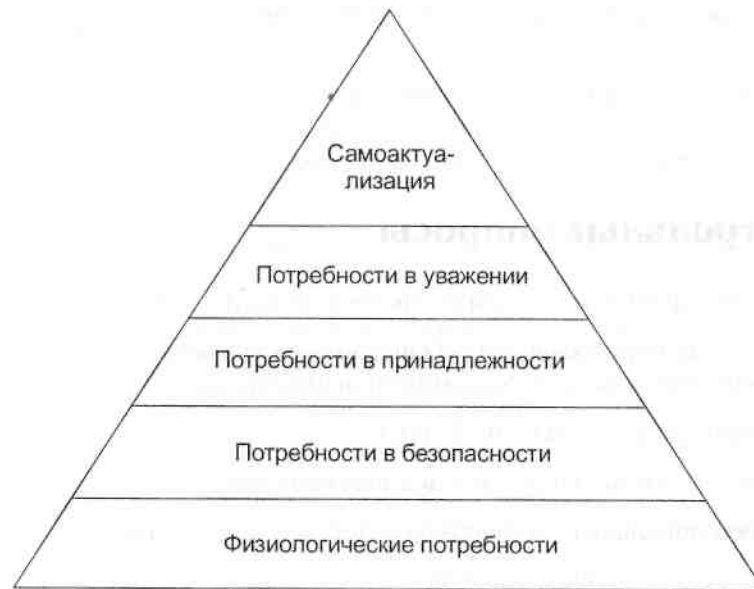 Самоактуа-
лизация
Потребности в уважении
Потребности в принадлежности
Потребности в безопасности
Физиологические потребности